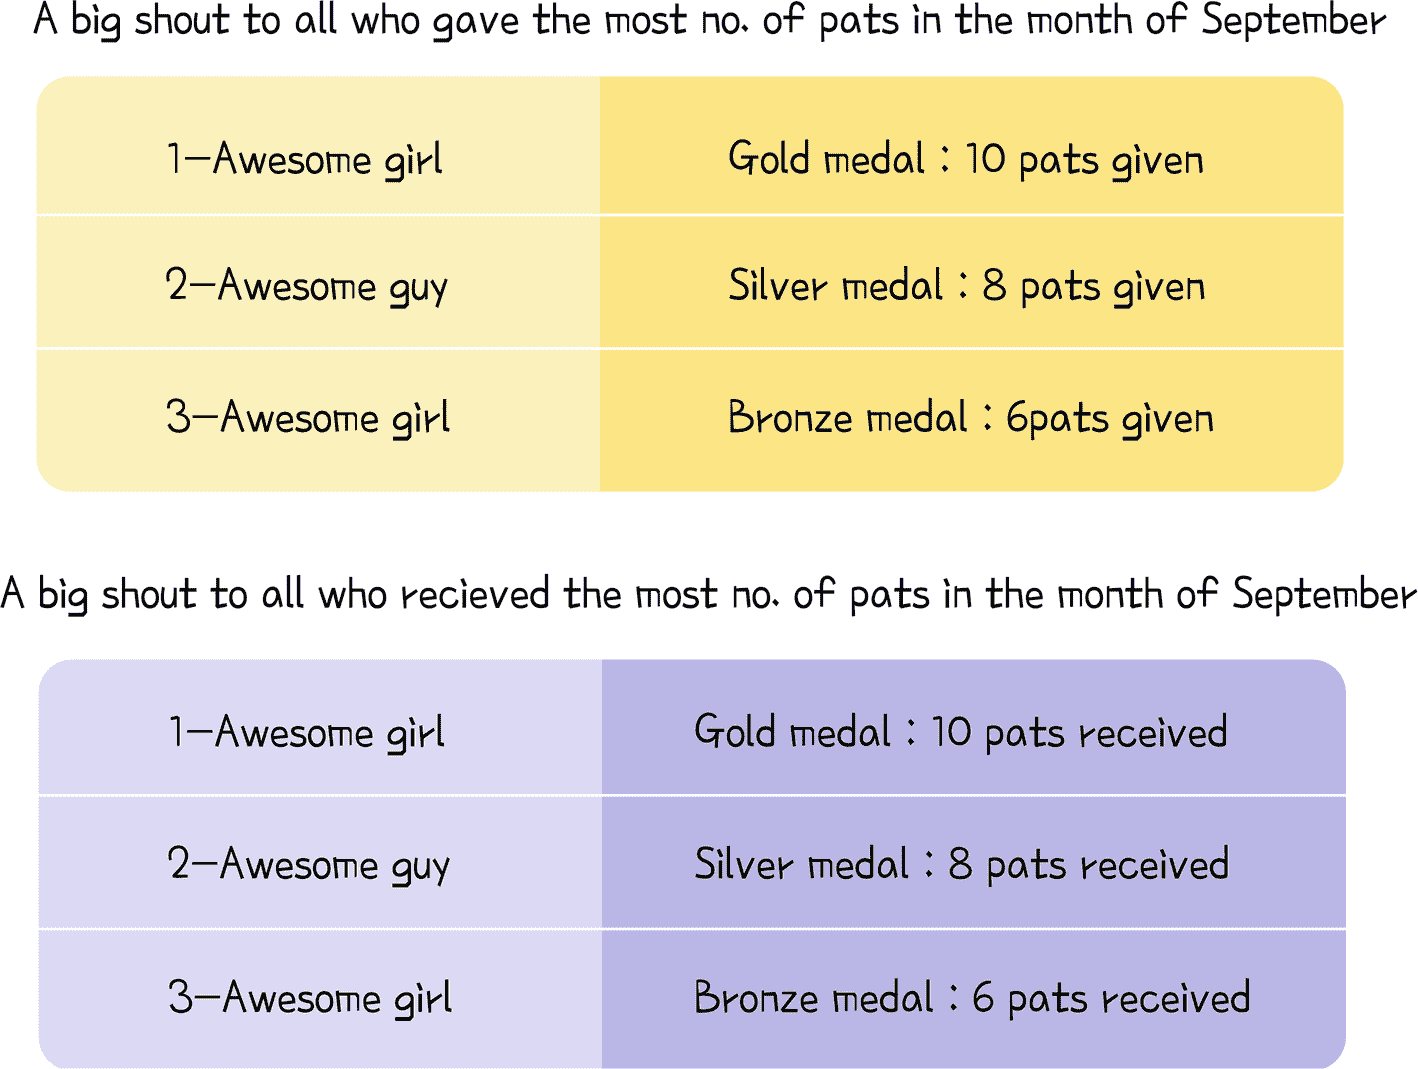 A big shout to all who gave the most no. of pats in the month of September
1-Awesome girl Gold medal : 10 pats given
2-Awesome guy Silver medal : 8 pats given
3-Awesome girl Bronze medal : 6pats given
A big shout to all who recieved the most no. of pats in the month of September
1-Awesome girl Gold medal : 10 pats received
2-Awesome guy Silver medal : 8 pats received
3-Awesome girl Bronze medal : 6 pats received